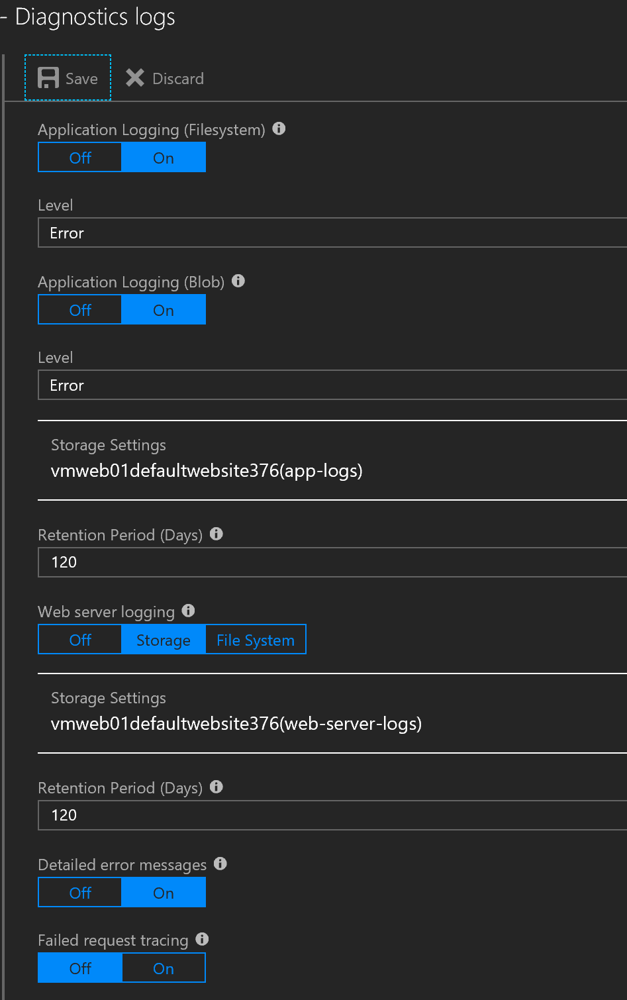 - Diagnostics logs
Save Discard
Application Logging (Filesystem)
Off On
Level
Error
Application Logging (Blob)
Off On
Level
Error
Storage Settings
vmweb01defaultwebsite376(app-logs)
Retention Period (Days)
120
Web server logging
Off Storage File System
Storage Settings
vmweb01defaultwebsite376(web-server-logs)
Retention Period (Days)
120
Detailed error messages
Off On
Failed request tracing
Off On